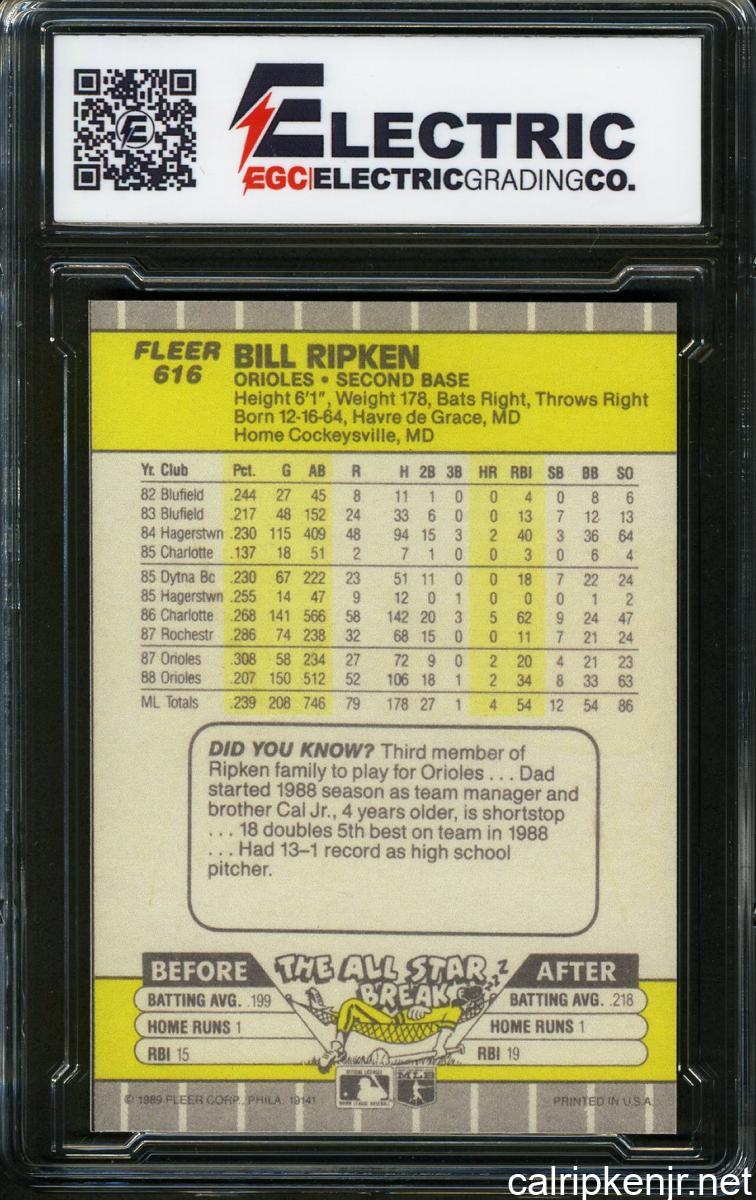 ELECTRIC
EGC|ELECTRICGRADINGCO.
FLEER
616
BILL RIPKEN
ORIOLES • SECOND BASE
Height 6'1", Weight 178, Bats Right, Throws Right
Born 12-16-64, Havre de Grace, MD
Home Cockeysville, MD
Yr. Club Pct. G AB R H 2B 3B HR RBI SB BB SO
82 Blufield .244 27 45 8 11 1 0 0 4 0 8 6
83 Blufield .217 48 152 24 33 6 0 0 13 7 12 13
84 Hagerstwn .230 115 409 48 94 15 3 2 40 3 36 64
85 Charlotte .137 18 51 2 7 1 0 0 3 0 6 4
85 Dytna Bc .230 67 222 23 51 11 0 0 18 7 22 24
85 Hagerstwn .255 14 47 9 12 0 1 0 0 0 1 2
86 Charlotte .268 141 566 58 142 20 3 5 62 9 24 47
87 Rochestr .286 74 238 32 68 15 0 0 11 7 21 24
87 Orioles .308 58 234 27 72 9 0 2 20 4 21 23
88 Orioles .207 150 512 52 106 18 1 2 34 8 33 63
ML Totals .239 208 746 79 178 27 1 4 54 12 54 86
DID YOU KNOW? Third member of
Ripken family to play for Orioles . . . Dad
started 1988 season as team manager and
brother Cal Jr., 4 years older, is shortstop
. . . 18 doubles 5th best on team in 1988
. . . Had 13–1 record as high school
pitcher.
BEFORE THE ALL STAR BREAK ZZZZ AFTER
BATTING AVG. .199 BATTING AVG. .218
HOME RUNS 1 HOME RUNS 1
RBI 15 RBI 19
MLB
© 1989 FLEER CORP., PHILA. 19141 PRINTED IN U.S.A.
calripkenjr.net